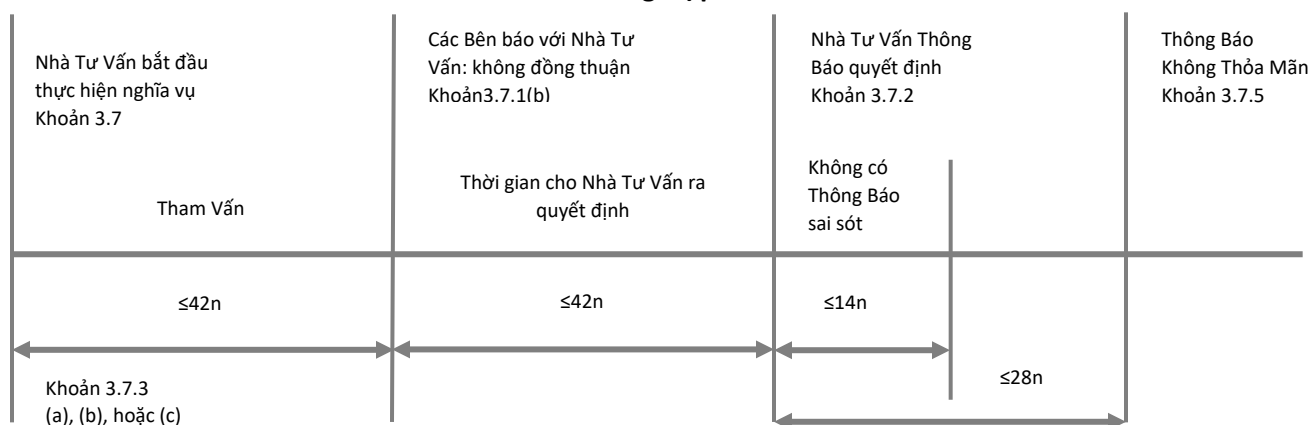 Nhà Tư Vấn bắt đầu
thực hiện nghĩa vụ
Khoản 3.7
Các Bên báo với Nhà Tư
Vấn: không đồng thuận
Khoản3.7.1(b)
Nhà Tư Vấn Thông
Báo quyết định
Khoản 3.7.2
Thông Báo
Không Thỏa Mãn
Khoản 3.7.5
Tham Vấn
Thời gian cho Nhà Tư Vấn ra
quyết định
Không có
Thông Báo
sai sót
≤42n
≤42n
≤14n
≤28n
Khoản 3.7.3
(a), (b), hoặc (c)